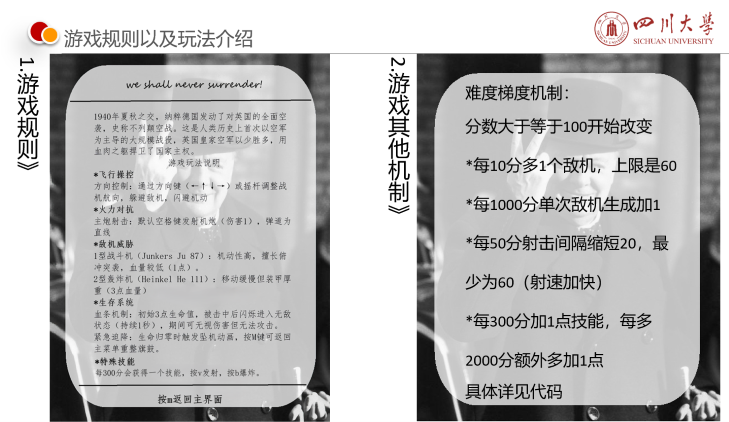 游戏规则以及玩法介绍
四川大学
SICHUAN UNIVERSITY
1.游戏规则》
we shall never surrender!
1940年夏秋之交，纳粹德国发动了对英国的全面空
袭，史称不列颠空战。这是人类历史上首次以空军
为主导的大规模战役，英国皇家空军以少胜多，用
血肉之躯捍卫了国家主权。
游戏玩法说明
*飞行操控
方向控制：通过方向键（←↑↓→）或摇杆调整战
机航向，躲避敌机，闪避机动
*火力对抗
主炮射击：默认空格键发射机炮（伤害1），弹道为
直线
*敌机威胁
1型战斗机（Junkers Ju 87）：机动性高，擅长俯
冲突袭，血量较低（1点）。
2型轰炸机（Heinkel He 111）：移动缓慢但装甲厚
重（3点血量）
*生存系统
血条机制：初始3点生命值，被击中后闪烁进入无敌
状态（持续1秒），期间可无视伤害但无法攻击。
紧急迫降：生命归零时触发坠机动画，按M键可返回
主菜单重整旗鼓。
*特殊技能
每300分会获得一个技能，按v发射，按b爆炸。
按m返回主界面
2.游戏其他机制》
难度梯度机制：
分数大于等于100开始改变
*每10分多1个敌机，上限是60
*每1000分单次敌机生成加1
*每50分射击间隔缩短20，最
少为60（射速加快）
*每300分加1点技能，每多
2000分额外多加1点
具体详见代码